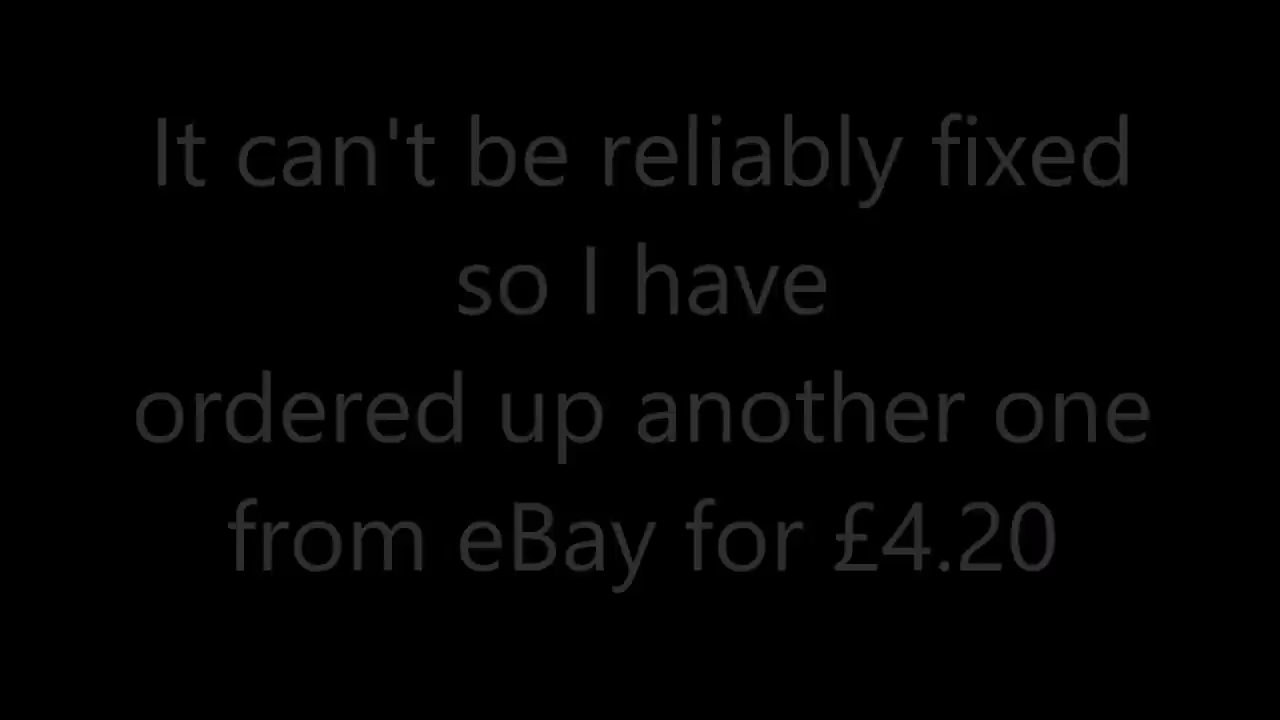 It can't be reliably fixed
so I have
ordered up another one
from eBay for £4.20